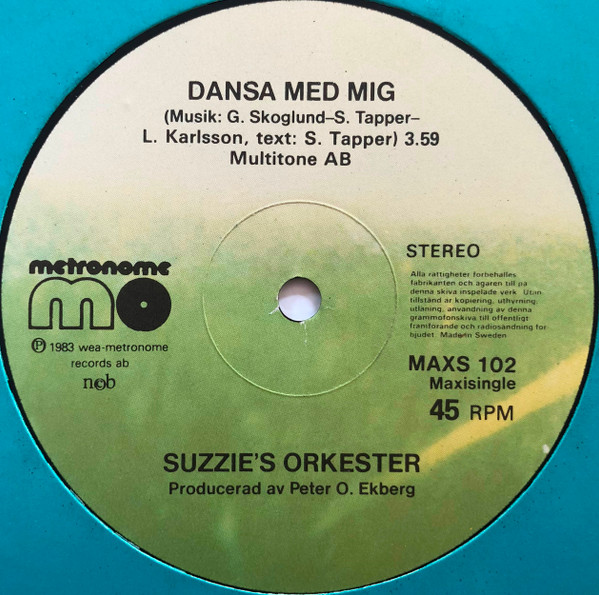 DANSA MED MIG
(Musik: G. Skoglund–S. Tapper–
L. Karlsson, text: S. Tapper) 3.59
Multitone AB
metronome
mo
Ⓟ 1983 wea-metronome
records ab
ncb
STEREO
Alla rättigheter förbehålles
fabrikanten och ägaren till på
denna skiva inspelade verk. Utan
tillstånd är kopiering, uthyrning,
utlåning, användning av denna
grammofonskiva till offentligt
framförande och radiosändning för
bjudet. Made in Sweden
MAXS 102
Maxisingle
45 RPM
SUZZIE'S ORKESTER
Producerad av Peter O. Ekberg